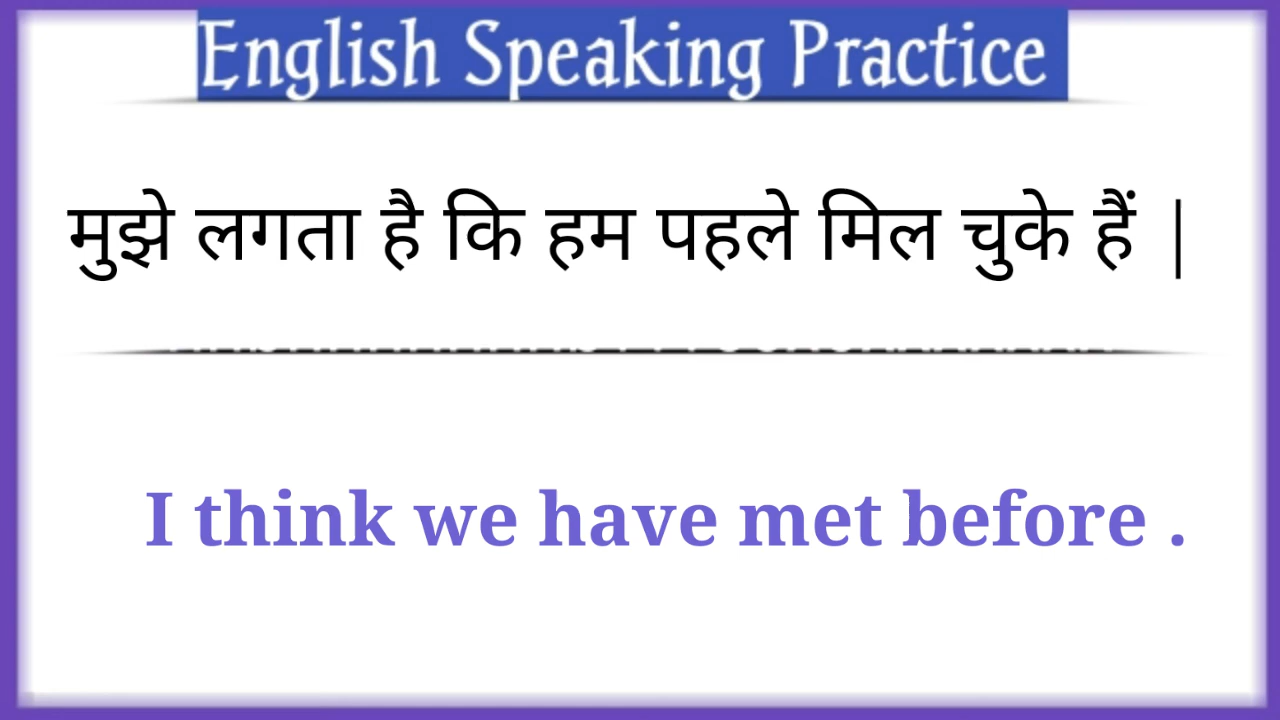 English Speaking Practice
मुझे लगता है कि हम पहले मिल चुके हैं |
I think we have met before .